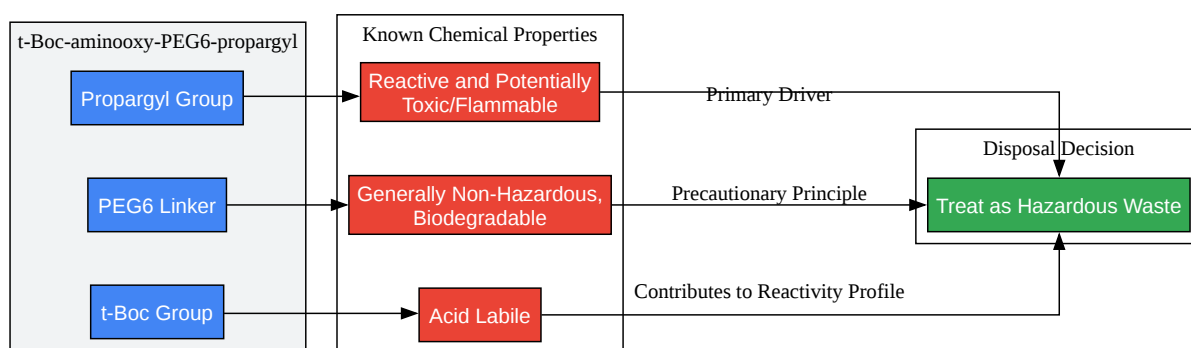 t-Boc-aminooxy-PEG6-propargyl
Known Chemical Properties
Propargyl Group
Reactive and Potentially
Toxic/Flammable
Primary Driver
Disposal Decision
PEG6 Linker
Generally Non-Hazardous,
Biodegradable
Precautionary Principle
Treat as Hazardous Waste
t-Boc Group
Acid Labile
Contributes to Reactivity Profile